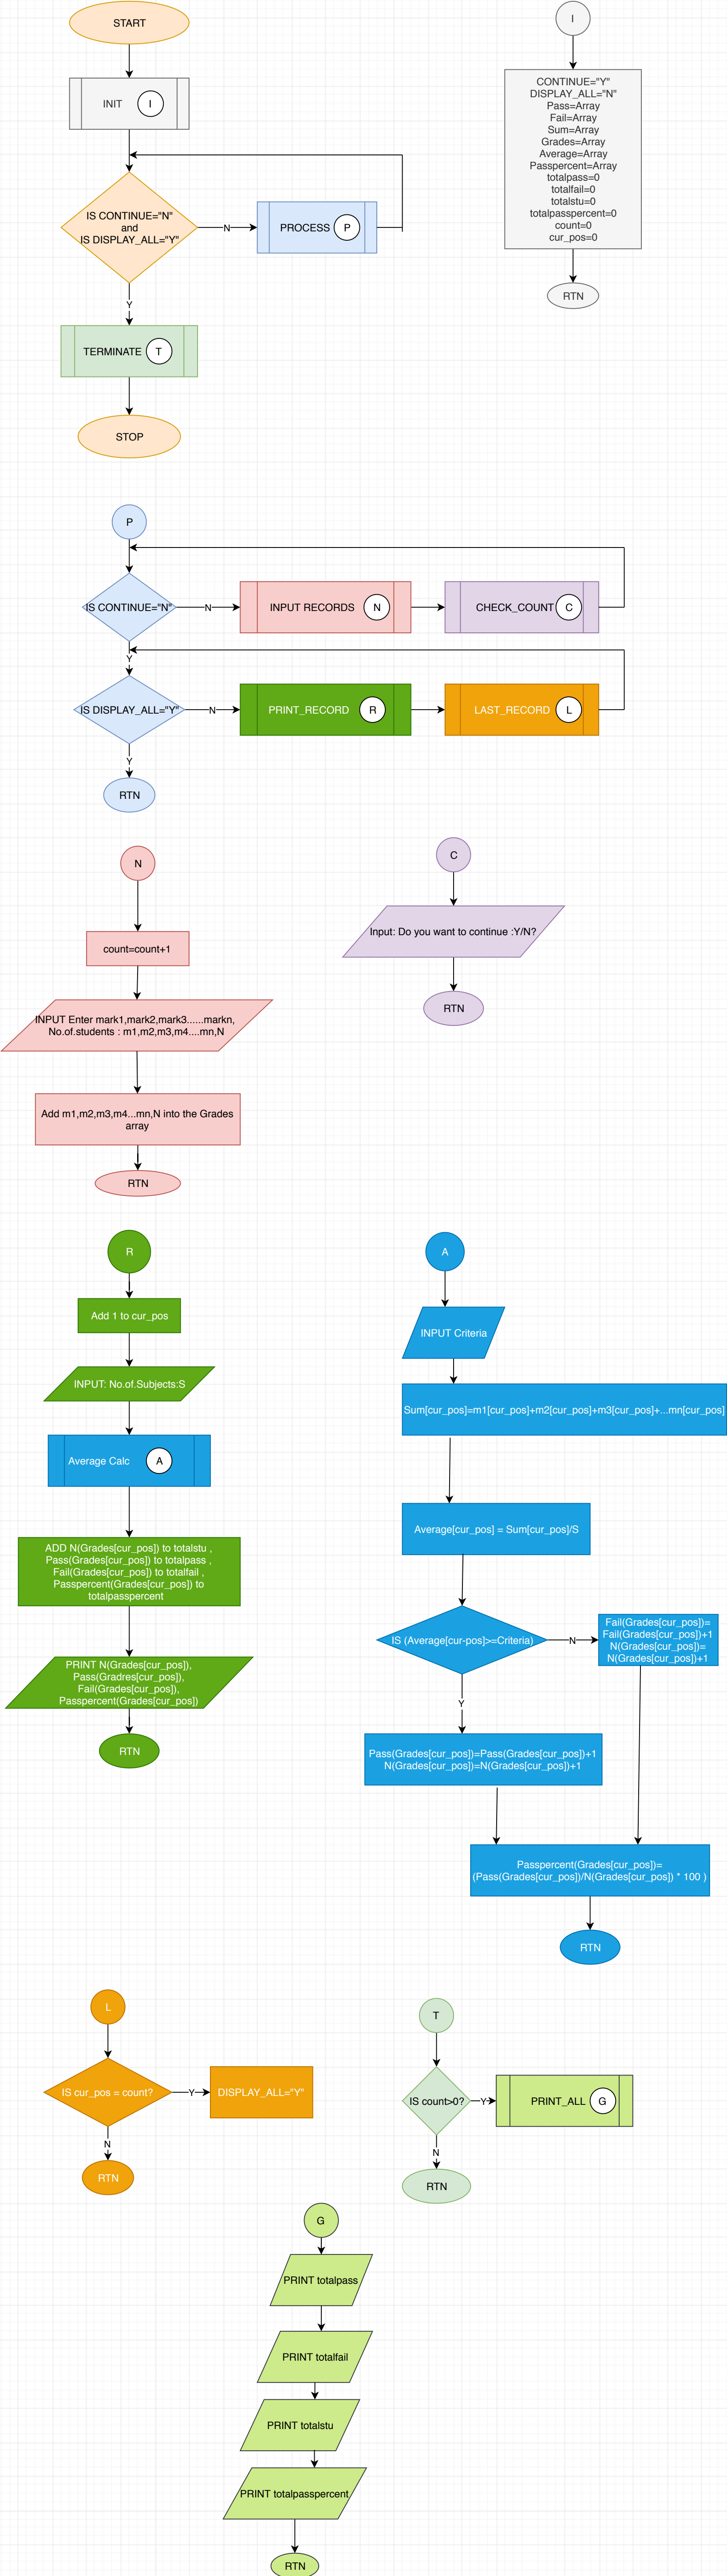 START
INIT
I
IS CONTINUE="N"
and
IS DISPLAY_ALL="Y"
N
PROCESS
P
Y
TERMINATE
T
STOP
I
CONTINUE="Y"
DISPLAY_ALL="N"
Pass=Array
Fail=Array
Sum=Array
Grades=Array
Average=Array
Passpercent=Array
totalpass=0
totalfail=0
totalstu=0
totalpasspercent=0
count=0
cur_pos=0
RTN
P
IS CONTINUE="N"
N
INPUT RECORDS
N
CHECK_COUNT
C
Y
IS DISPLAY_ALL="Y"
N
PRINT_RECORD
R
LAST_RECORD
L
Y
RTN
N
count=count+1
INPUT Enter mark1,mark2,mark3......markn,
No.of.students : m1,m2,m3,m4....mn,N
Add m1,m2,m3,m4...mn,N into the Grades
array
RTN
C
Input: Do you want to continue :Y/N?
RTN
R
Add 1 to cur_pos
INPUT: No.of.Subjects:S
Average Calc
A
ADD N(Grades[cur_pos) to totalstu ,
Pass(Grades[cur_pos]) to totalpass ,
Fail(Grades[cur_pos]) to totalfail ,
Passpercent(Grades[cur_pos]) to
totalpasspercent
PRINT N(Grades[cur_pos]),
Pass(Gradres[cur_pos]),
Fail(Grades[cur_pos]),
Passpercent(Grades[cur_pos])
RTN
A
INPUT Criteria
Sum[cur_pos]=m1[cur_pos]+m2[cur_pos]+m3[cur_pos]+...mn[cur_pos]
Average[cur_pos] = Sum[cur_pos]/S
IS (Average[cur-pos]>=Criteria)
N
Fail(Grades[cur_pos])=
Fail(Grades[cur_pos])+1
N(Grades[cur_pos])=
N(Grades[cur_pos])+1
Y
Pass(Grades[cur_pos])=Pass(Grades[cur_pos])+1
N(Grades[cur_pos])=N(Grades[cur_pos])+1
Passpercent(Grades[cur_pos])=
(Pass(Grades[cur_pos])/N(Grades[cur_pos]) * 100 )
RTN
L
IS cur_pos = count?
Y
DISPLAY_ALL="Y"
N
RTN
T
IS count>0?
Y
PRINT_ALL
G
N
RTN
G
PRINT totalpass
PRINT totalfail
PRINT totalstu
PRINT totalpasspercent
RTN